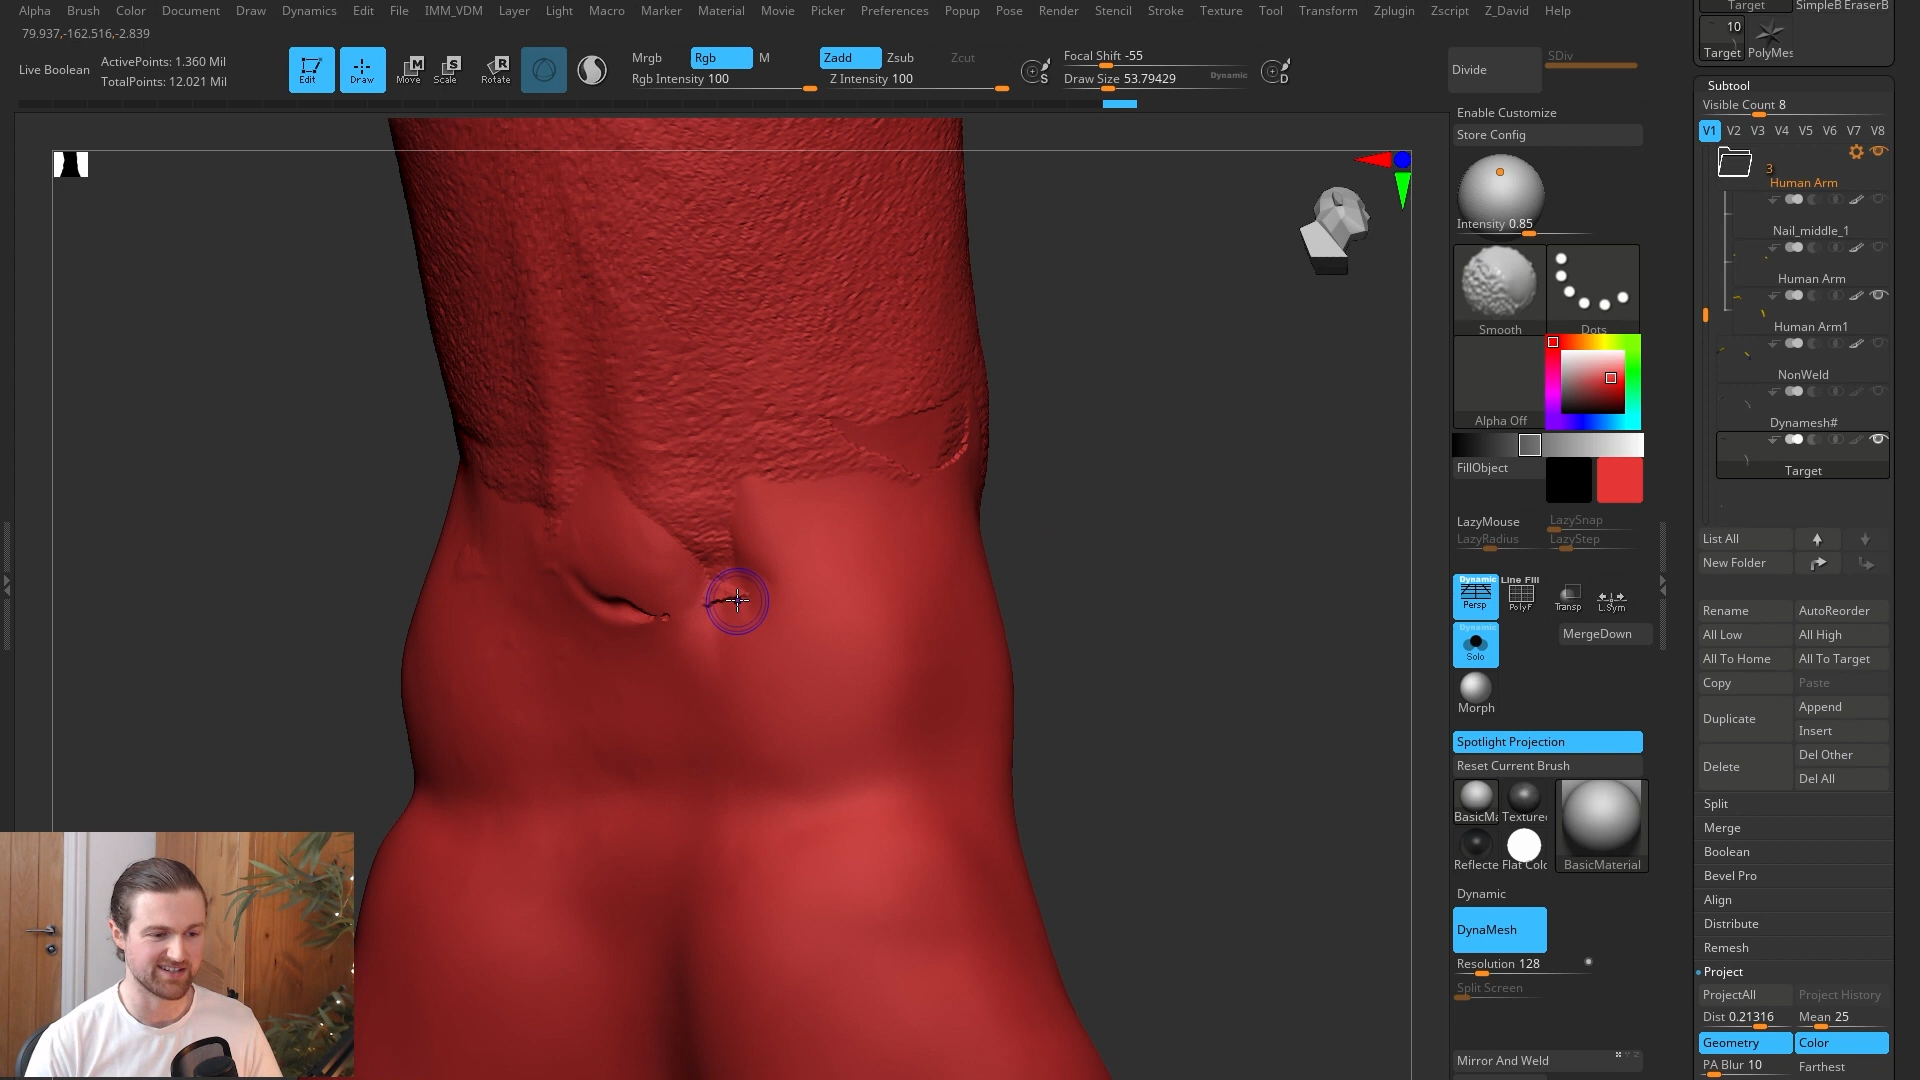 Alpha Brush Color Document Draw Dynamics Edit File IMM_VDM Layer Light Macro Marker Material Movie Picker Preferences Popup Pose Render Stencil Stroke Texture Tool Transform Zplugin Zscript Z_David Help
79.937,-162.516,-2.839
Live Boolean
ActivePoints: 1.360 Mil
TotalPoints: 12.021 Mil
Edit
Draw
M
Move
S
Scale
R
Rotate
Mrgb Rgb M
Rgb Intensity 100
Zadd Zsub Zcut
Z Intensity 100
S
Focal Shift -55
Draw Size 53.79429 Dynamic
D
Divide
SDiv
Enable Customize
Store Config
Intensity 0.85
Smooth
Dots
Alpha Off
FillObject
LazyMouse LazySnap
LazyRadius LazyStep
Dynamic
Persp
Line Fill
PolyF
Transp
L.Sym
Dynamic
Solo
MergeDown
Morph
Spotlight Projection
Reset Current Brush
BasicMa Texture
Reflecte Flat Colo
BasicMaterial
Dynamic
DynaMesh
Resolution 128
Split Screen
Mirror And Weld
Target SimpleB EraserB
10
Target PolyMes
Subtool
Visible Count 8
V1 V2 V3 V4 V5 V6 V7 V8
3
Human Arm
Nail_middle_1
Human Arm
Human Arm1
NonWeld
Dynamesh#
Target
List All
New Folder
Rename AutoReorder
All Low All High
All To Home All To Target
Copy Paste
Duplicate Append
Insert
Delete Del Other
Del All
Split
Merge
Boolean
Bevel Pro
Align
Distribute
Remesh
Project
ProjectAll Project History
Dist 0.21316 Mean 25
Geometry Color
PA Blur 10 Farthest